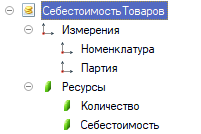 СебестоимостьТоваров
Измерения
Номенклатура
Партия
Ресурсы
Количество
Себестоимость